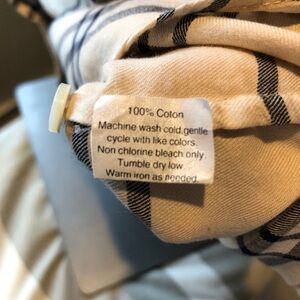 100% Coton
Machine wash cold.gentle
cycle with like colors.
Non chlorine bleach only
Tumble dry low
Warm iron as needed